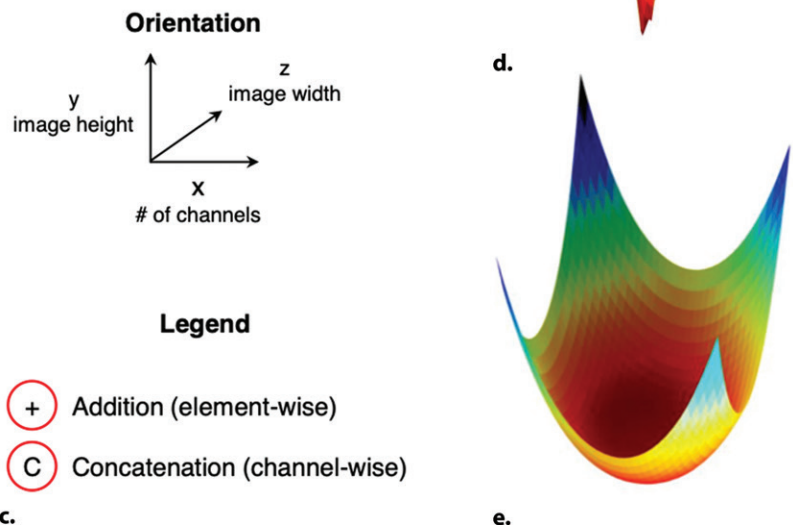 Orientation
z
image width
y
image height
x
# of channels
Legend
+ Addition (element-wise)
C Concatenation (channel-wise)
c.
d.
e.